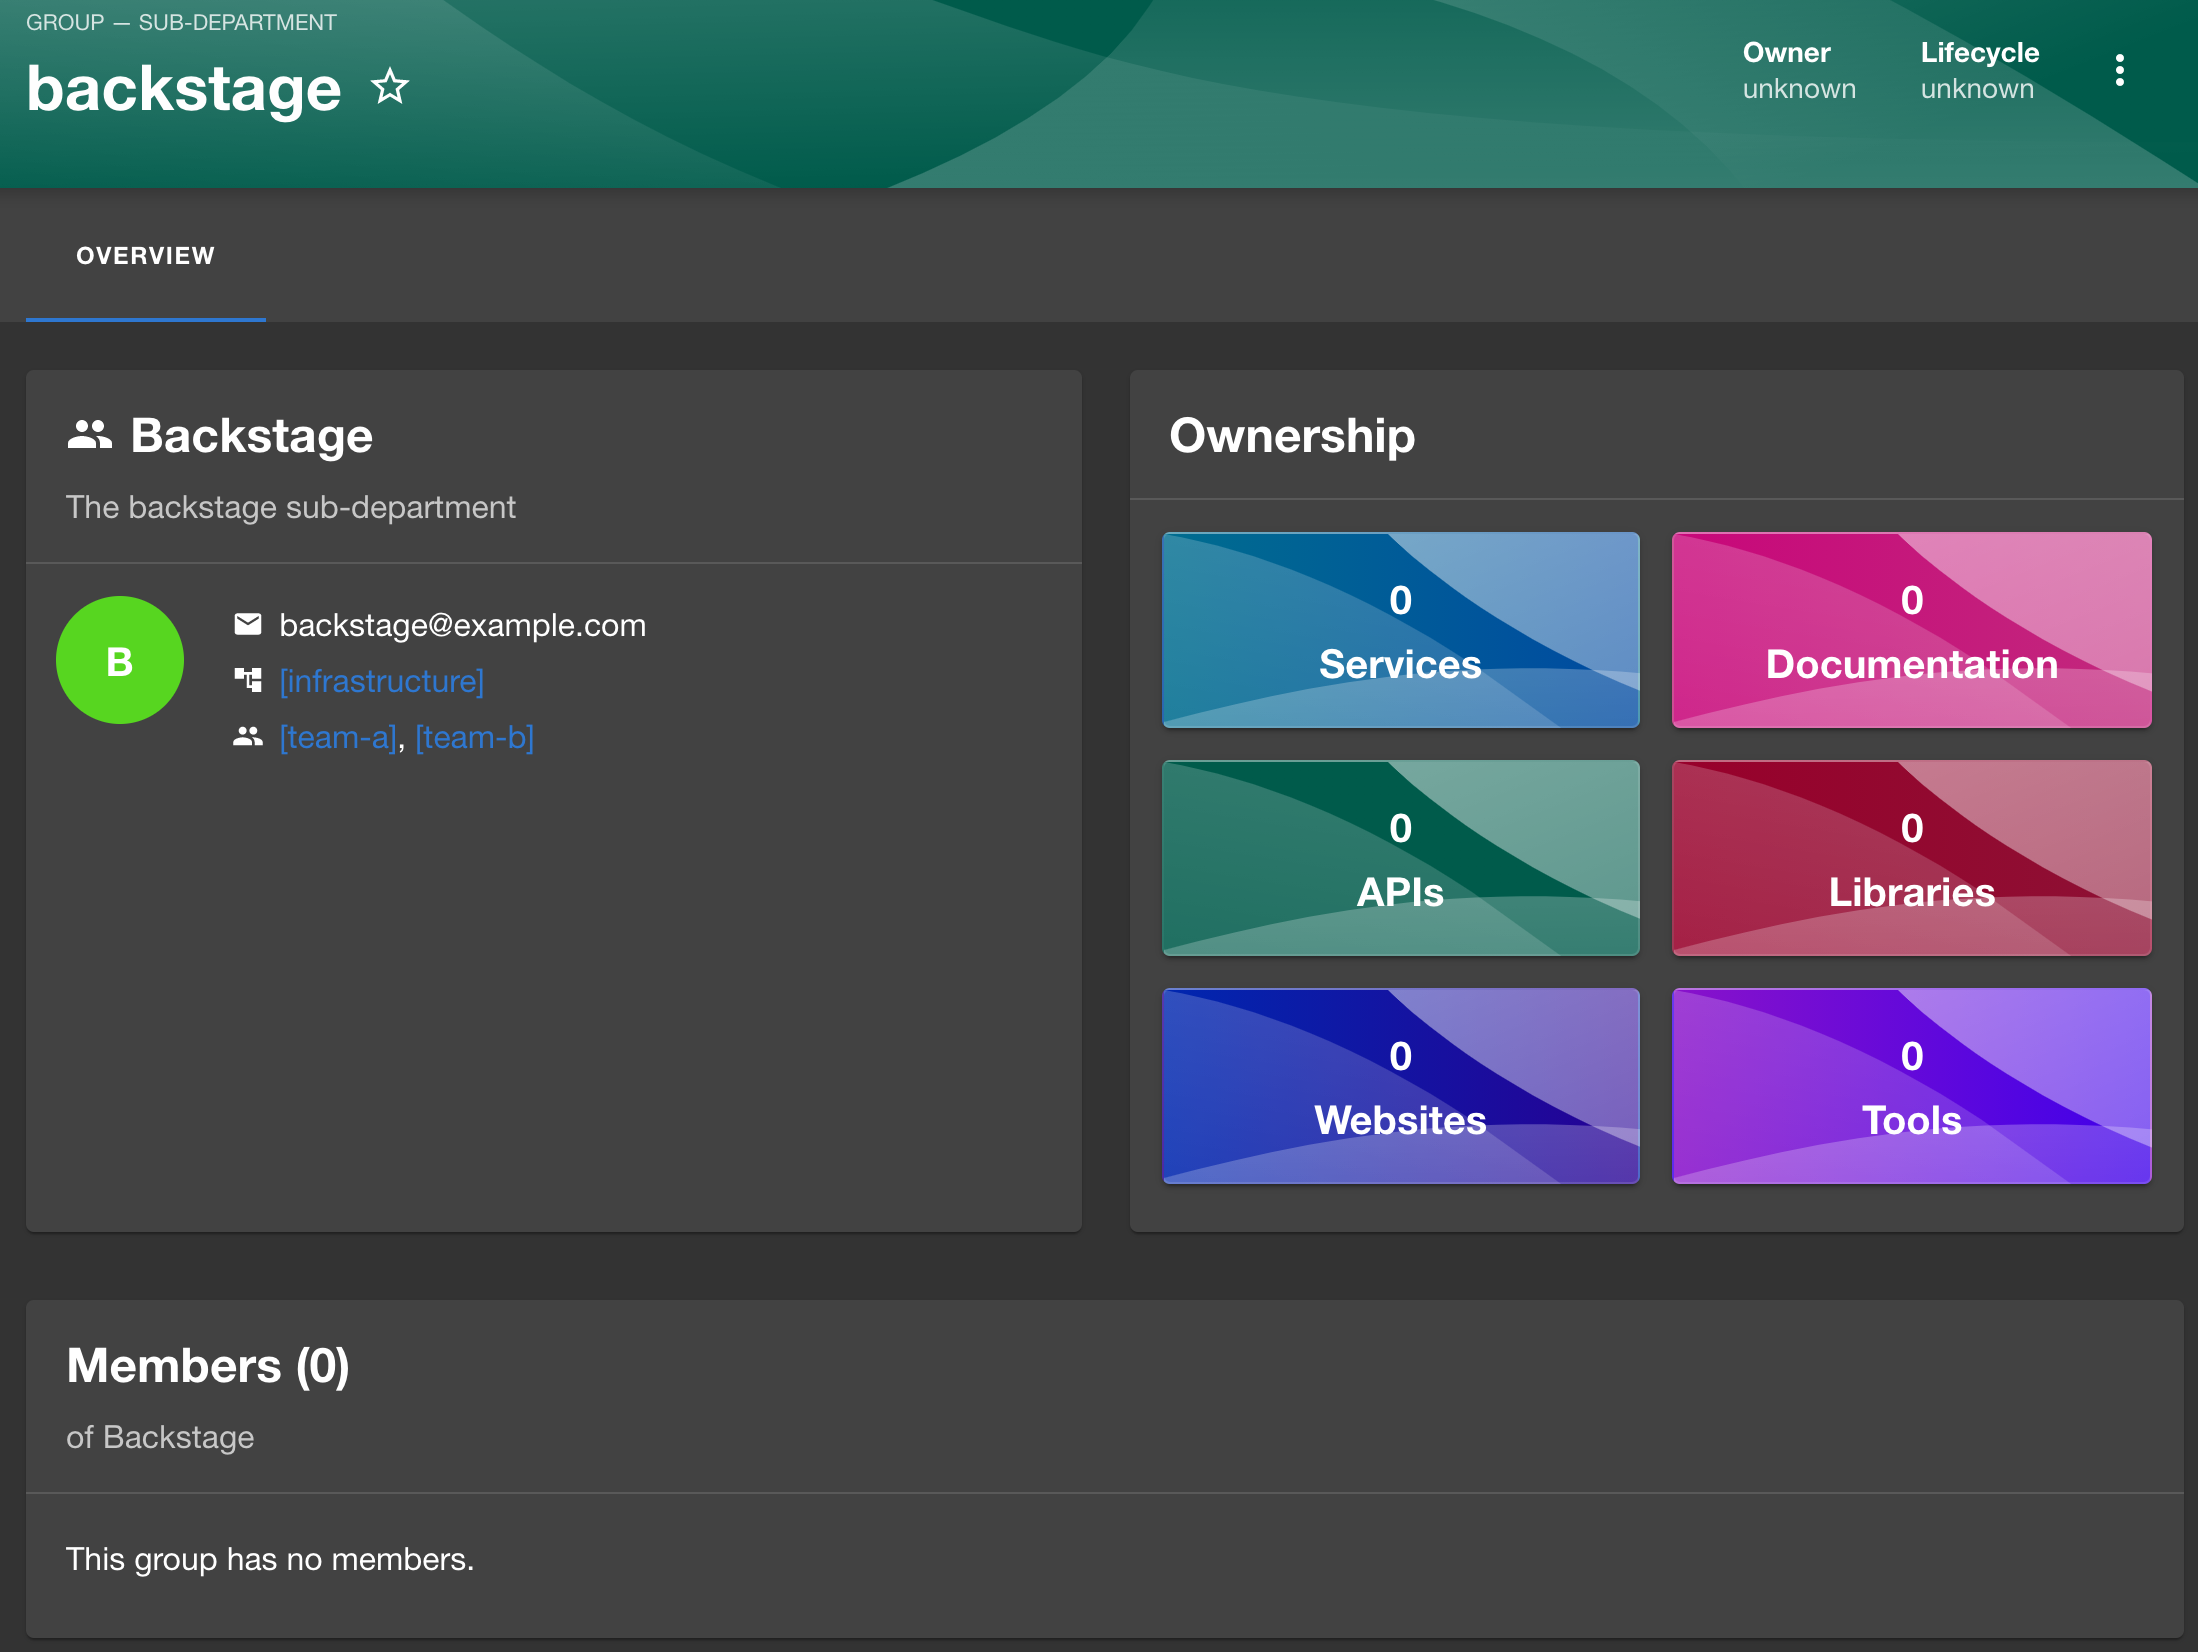 GROUP — SUB-DEPARTMENT
backstage
Owner
unknown
Lifecycle
unknown
OVERVIEW
Backstage
The backstage sub-department
B
backstage@example.com
[infrastructure]
[team-a], [team-b]
Ownership
0
Services
0
Documentation
0
APIs
0
Libraries
0
Websites
0
Tools
Members (0)
of Backstage
This group has no members.